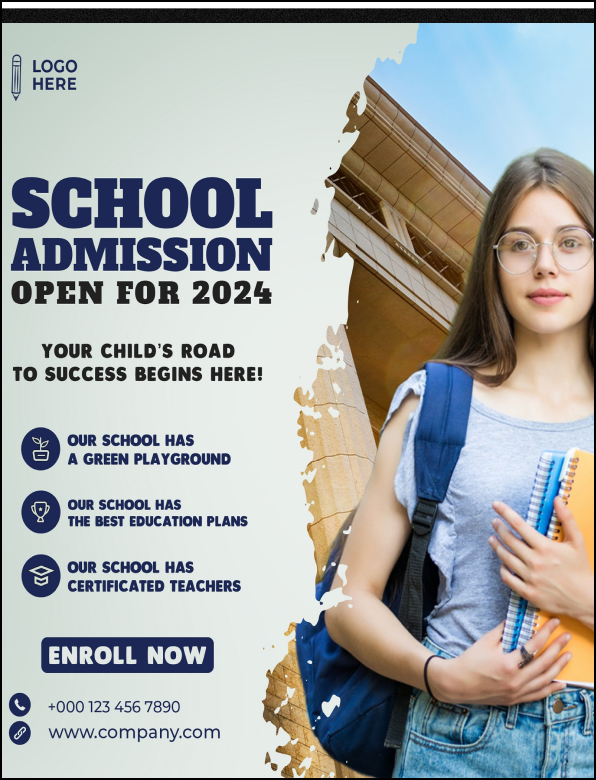 LOGO
HERE
SCHOOL
ADMISSION
OPEN FOR 2024
YOUR CHILD'S ROAD
TO SUCCESS BEGINS HERE!
OUR SCHOOL HAS
A GREEN PLAYGROUND
OUR SCHOOL HAS
THE BEST EDUCATION PLANS
OUR SCHOOL HAS
CERTIFICATED TEACHERS
ENROLL NOW
+000 123 456 7890
www.company.com